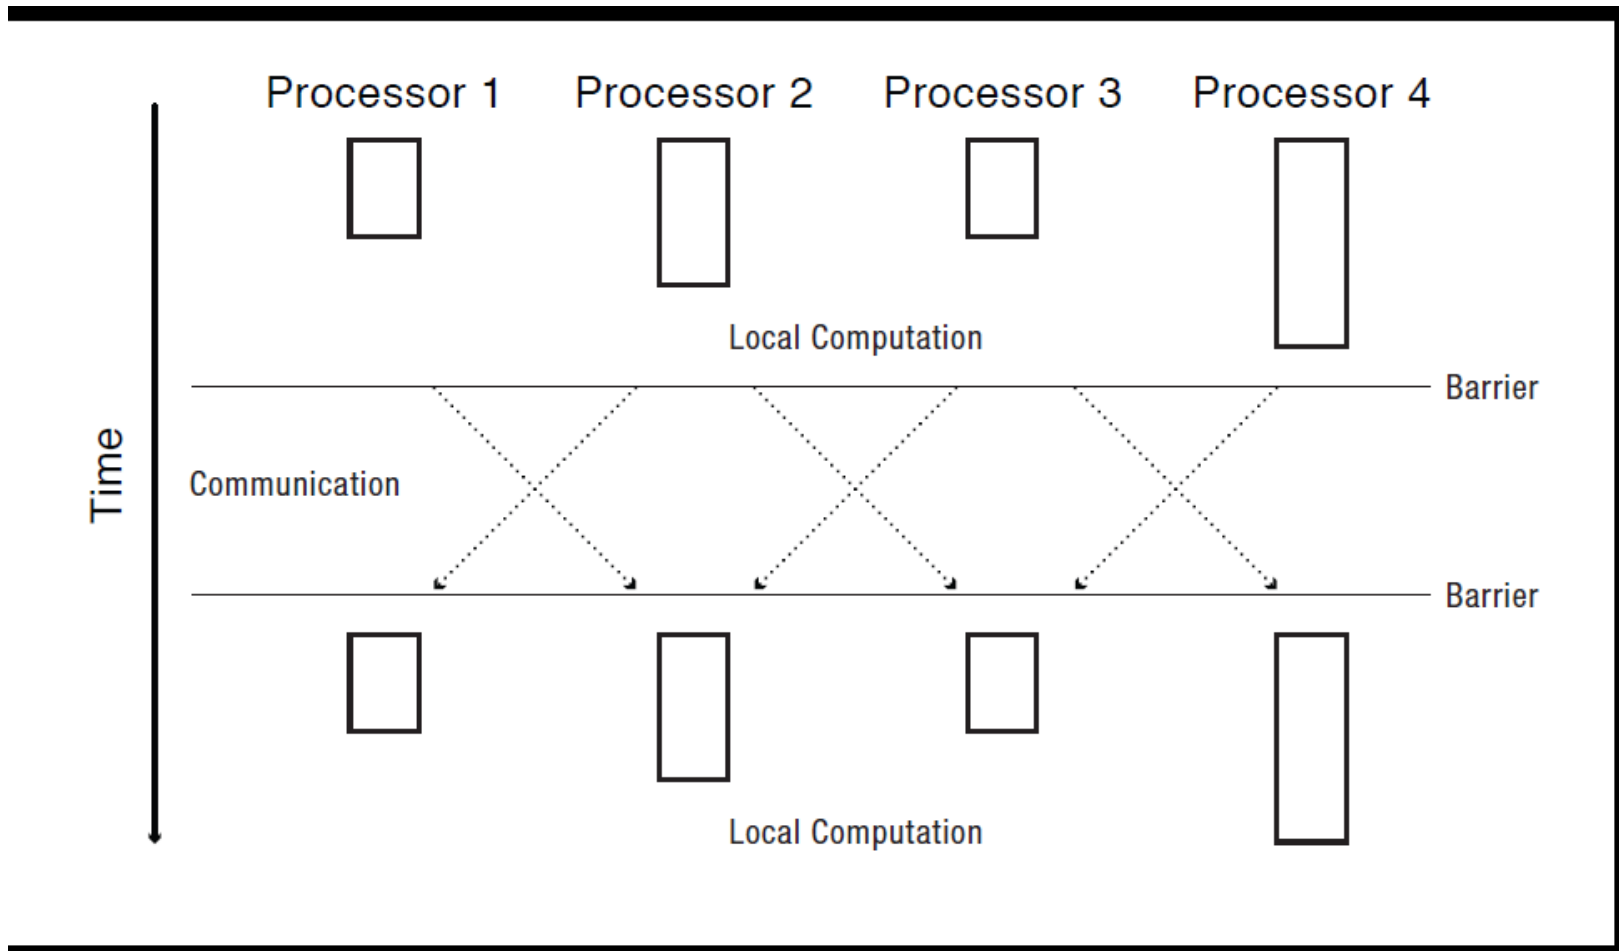 Processor 1 Processor 2 Processor 3 Processor 4
Local Computation
Barrier
Time
Communication
Barrier
Local Computation